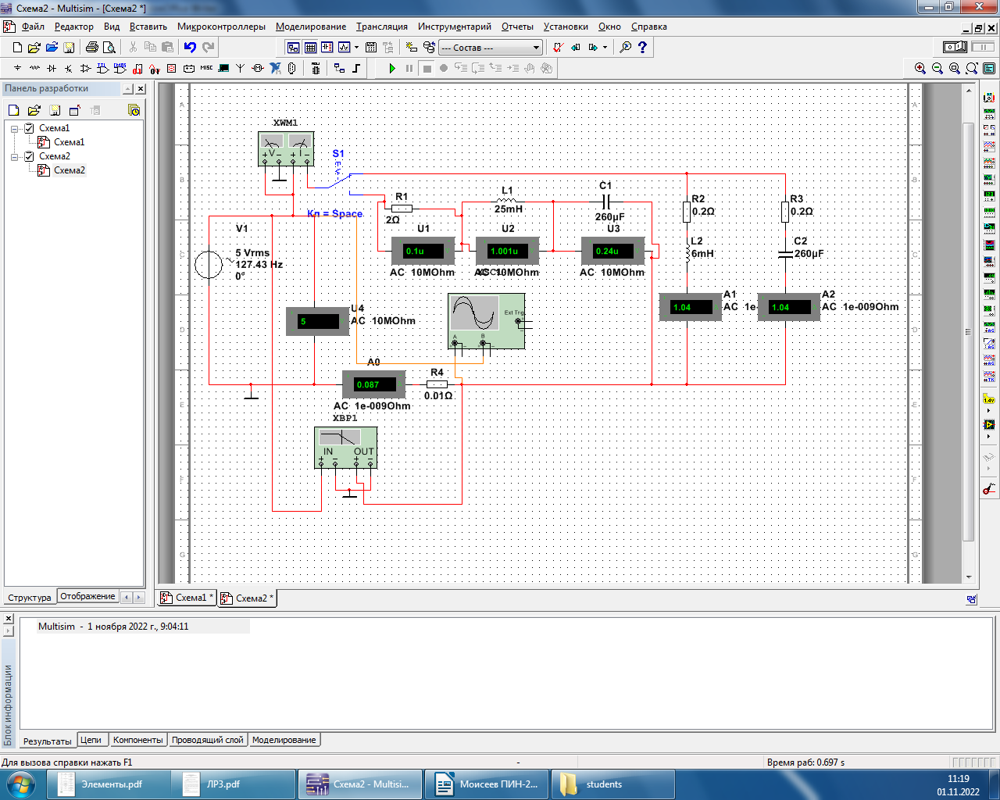 Схема2 - Multisim - [Схема2 *]
Файл Редактор Вид Вставить Микроконтроллеры Моделирование Трансляция Инструментарий Отчеты Установки Окно Справка
--- Состав ---
MISC
Панель разработки
Схема1
Схема1
Схема2
Схема2
Структура Отображение
A
B
C
D
E
F
G
A
B
C
D
E
F
G
XWM1
V I
S1
Кл = Space
V1
5 Vrms
127.43 Hz
0°
R1
2Ω
L1
25mH
C1
260µF
U1
0.1u
AC 10MOhm
U2
1.001u
AC 10MOhm
U3
0.24u
AC 10MOhm
R2
0.2Ω
R3
0.2Ω
L2
6mH
C2
260µF
U4
5
AC 10MOhm
Ext Trig
A B
A1
1.04
AC 1e-
A2
1.04
AC 1e-009Ohm
A0
0.087
AC 1e-009Ohm
R4
0.01Ω
XBP1
IN OUT
Схема1 * Схема2 *
Multisim - 1 ноября 2022 г., 9:04:11
Блок информации
Результаты Цепи Компоненты Проводящий слой Моделирование
Для вызова справки нажать F1 - Время раб: 0.697 s
Элементы.pdf ЛР3.pdf Схема2 - Multisi... Моисеев ПИН-2... students
11:19
01.11.2022